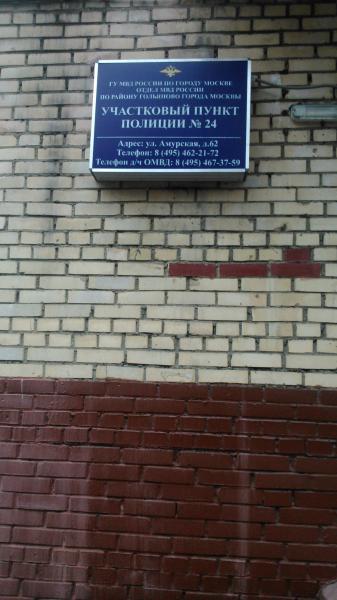 ГУ МВД РОССИИ ПО ГОРОДУ МОСКВЕ
ОТДЕЛ МВД РОССИИ
ПО РАЙОНУ ГОЛЬЯНОВО ГОРОДА МОСКВЫ
УЧАСТКОВЫЙ ПУНКТ
ПОЛИЦИИ № 24
Адрес: ул. Амурская, д.62
Телефон: 8 (495) 462-21-72
Телефон д/ч ОМВД: 8 (495) 467-37-59